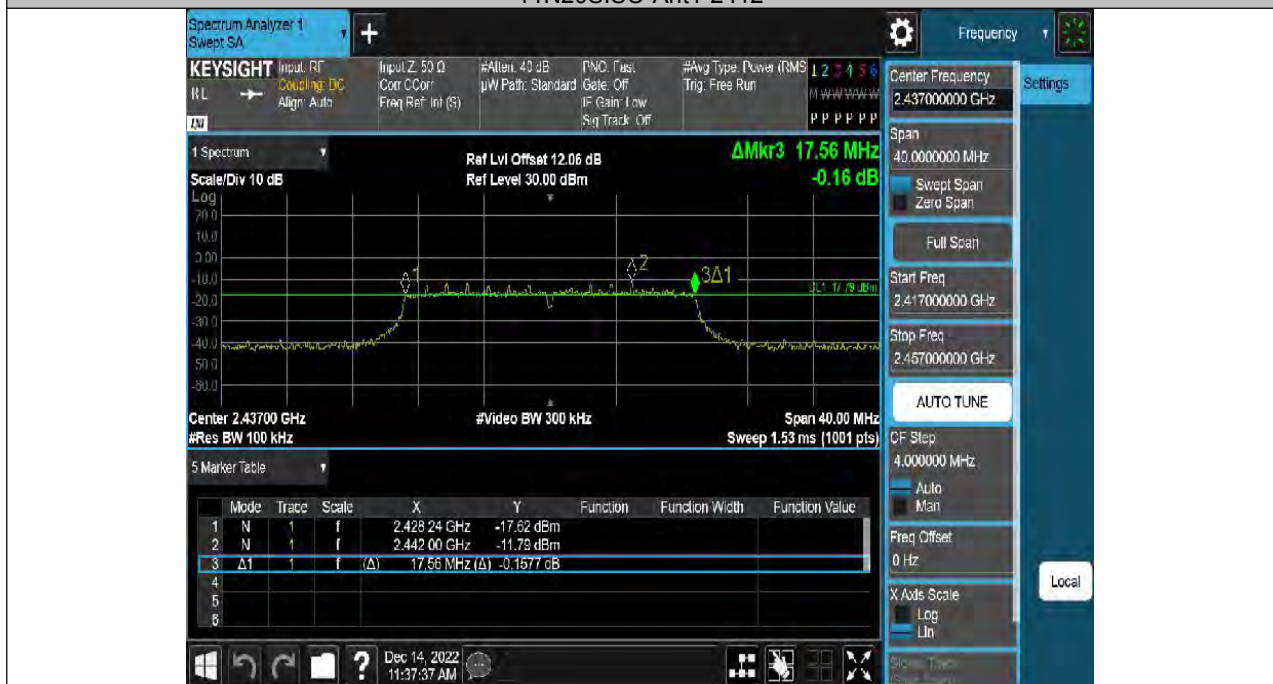 Spectrum Analyzer 1
Swept SA
+
Frequency
KEYSIGHT
Input: RF
Coupling: DC
Align: Auto
RL
Input Z: 50 Ω
Corr CCorr
Freq Ref: Int (S)
#Atten: 40 dB
µW Path: Standard
PNO: Fast
Gate: Off
IF Gain: Low
Sig Track: Off
#Avg Type: Power (RMS
Trig: Free Run
1 2 3 4 5 6
M W W W W W
P P P P P P
1 Spectrum
Scale/Div 10 dB
Log
Ref Lvl Offset 12.06 dB
Ref Level 30.00 dBm
ΔMkr3 17.56 MHz
-0.16 dB
10.0
0.00
-10.0
-20.0
-30.0
-40.0
1
2
3Δ1
Center 2.43700 GHz
#Res BW 100 kHz
#Video BW 300 kHz
Span 40.00 MHz
Sweep 1.53 ms (1001 pts)
5 Marker Table
Mode Trace Scale X Y Function Function Width Function Value
1 N 1 f 2.428 24 GHz -17.62 dBm
2 N 1 f 2.442 00 GHz -11.79 dBm
3 Δ1 1 f (Δ) 17.56 MHz (Δ) -0.1577 dB
4
5
6
Dec 14, 2022
11:37:37 AM
?
Center Frequency
2.437000000 GHz
Settings
Span
40.0000000 MHz
Swept Span
Zero Span
Full Span
Start Freq
2.417000000 GHz
Stop Freq
2.457000000 GHz
AUTO TUNE
CF Step
4.000000 MHz
Auto
Man
Freq Offset
0 Hz
X Axis Scale
Log
Lin
Local